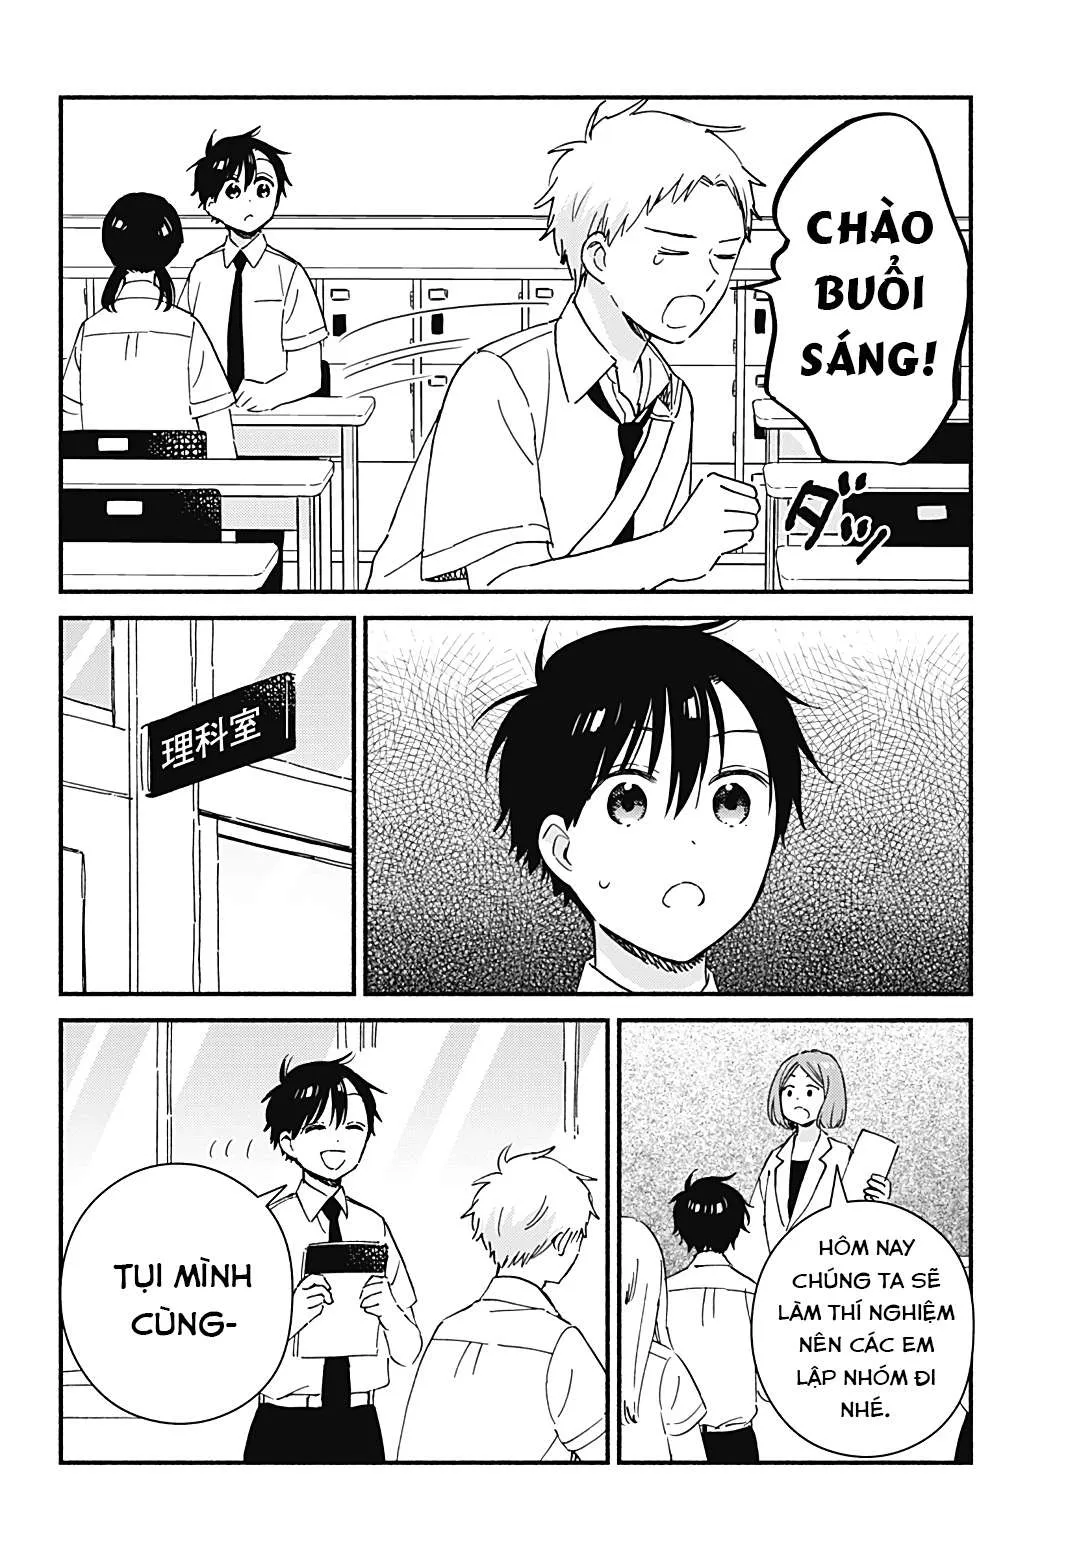 CHÀO
BUỔI
SÁNG!
ダッ
理科室
HÔM NAY
CHÚNG TA SẼ
LÀM THÍ NGHIỆM
NÊN CÁC EM
LẬP NHÓM ĐI
NHÉ.
TỤI MÌNH
CÙNG-